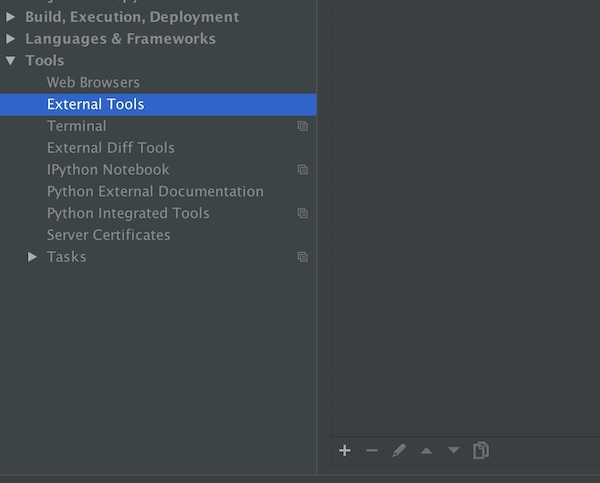 Build, Execution, Deployment
Languages & Frameworks
Tools
Web Browsers
External Tools
Terminal
External Diff Tools
IPython Notebook
Python External Documentation
Python Integrated Tools
Server Certificates
Tasks